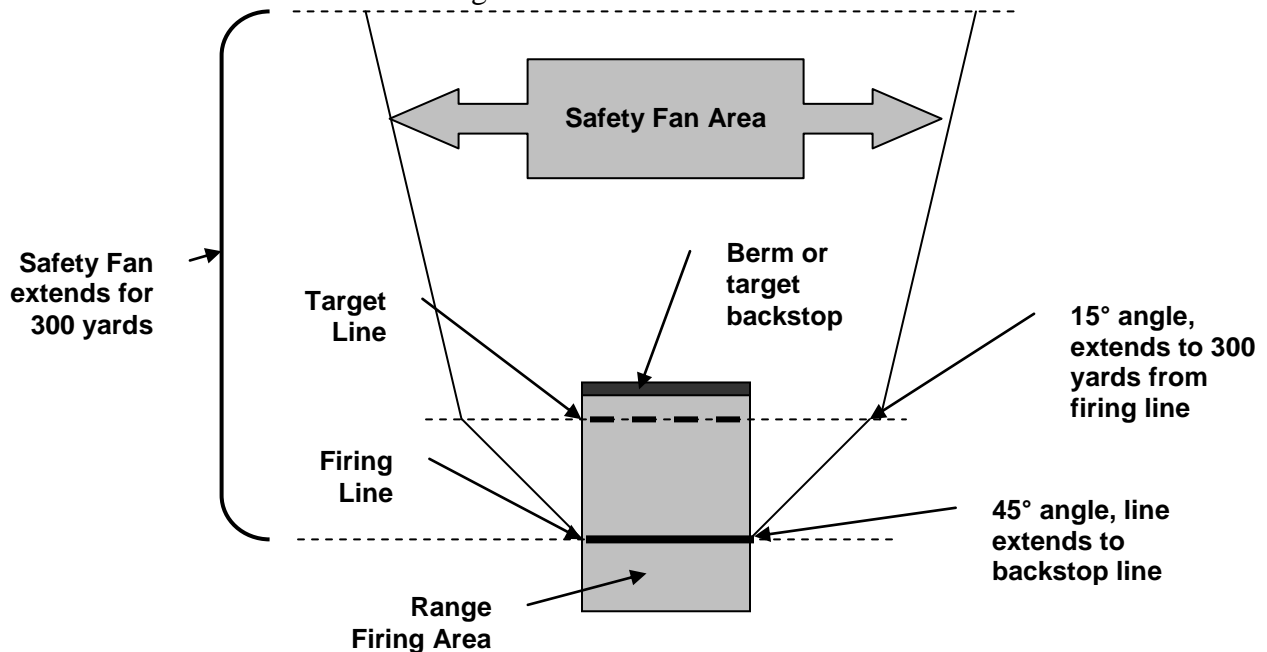 Safety Fan Area
Safety Fan
extends for
300 yards
Target
Line
Berm or
target
backstop
15° angle,
extends to 300
yards from
firing line
Firing
Line
45° angle, line
extends to
backstop line
Range
Firing Area